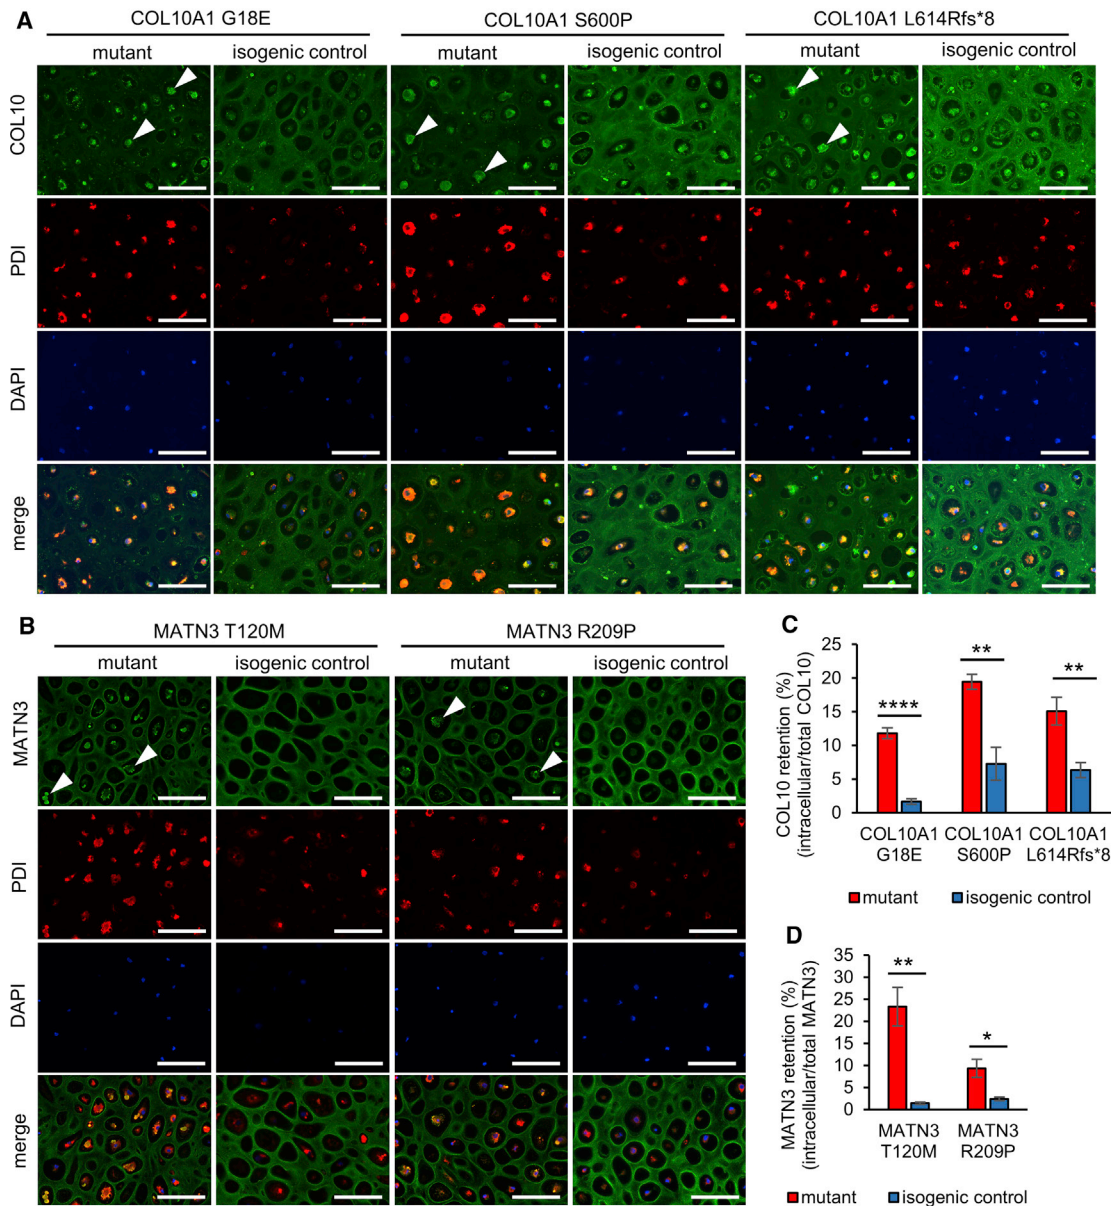 A
COL10A1 G18E
COL10A1 S600P
COL10A1 L614Rfs*8
mutant
isogenic control
mutant
isogenic control
mutant
isogenic control
COL10
PDI
DAPI
merge
B
MATN3 T120M
MATN3 R209P
mutant
isogenic control
mutant
isogenic control
MATN3
PDI
DAPI
merge
C
COL10 retention (%)
(intracellular/total COL10)
25
20
15
10
5
0
****
**
**
COL10A1
G18E
COL10A1
S600P
COL10A1
L614Rfs*8
mutant
isogenic control
D
MATN3 retention (%)
(intracellular/total MATN3)
35
30
25
20
15
10
5
0
**
*
MATN3
T120M
MATN3
R209P
mutant
isogenic control